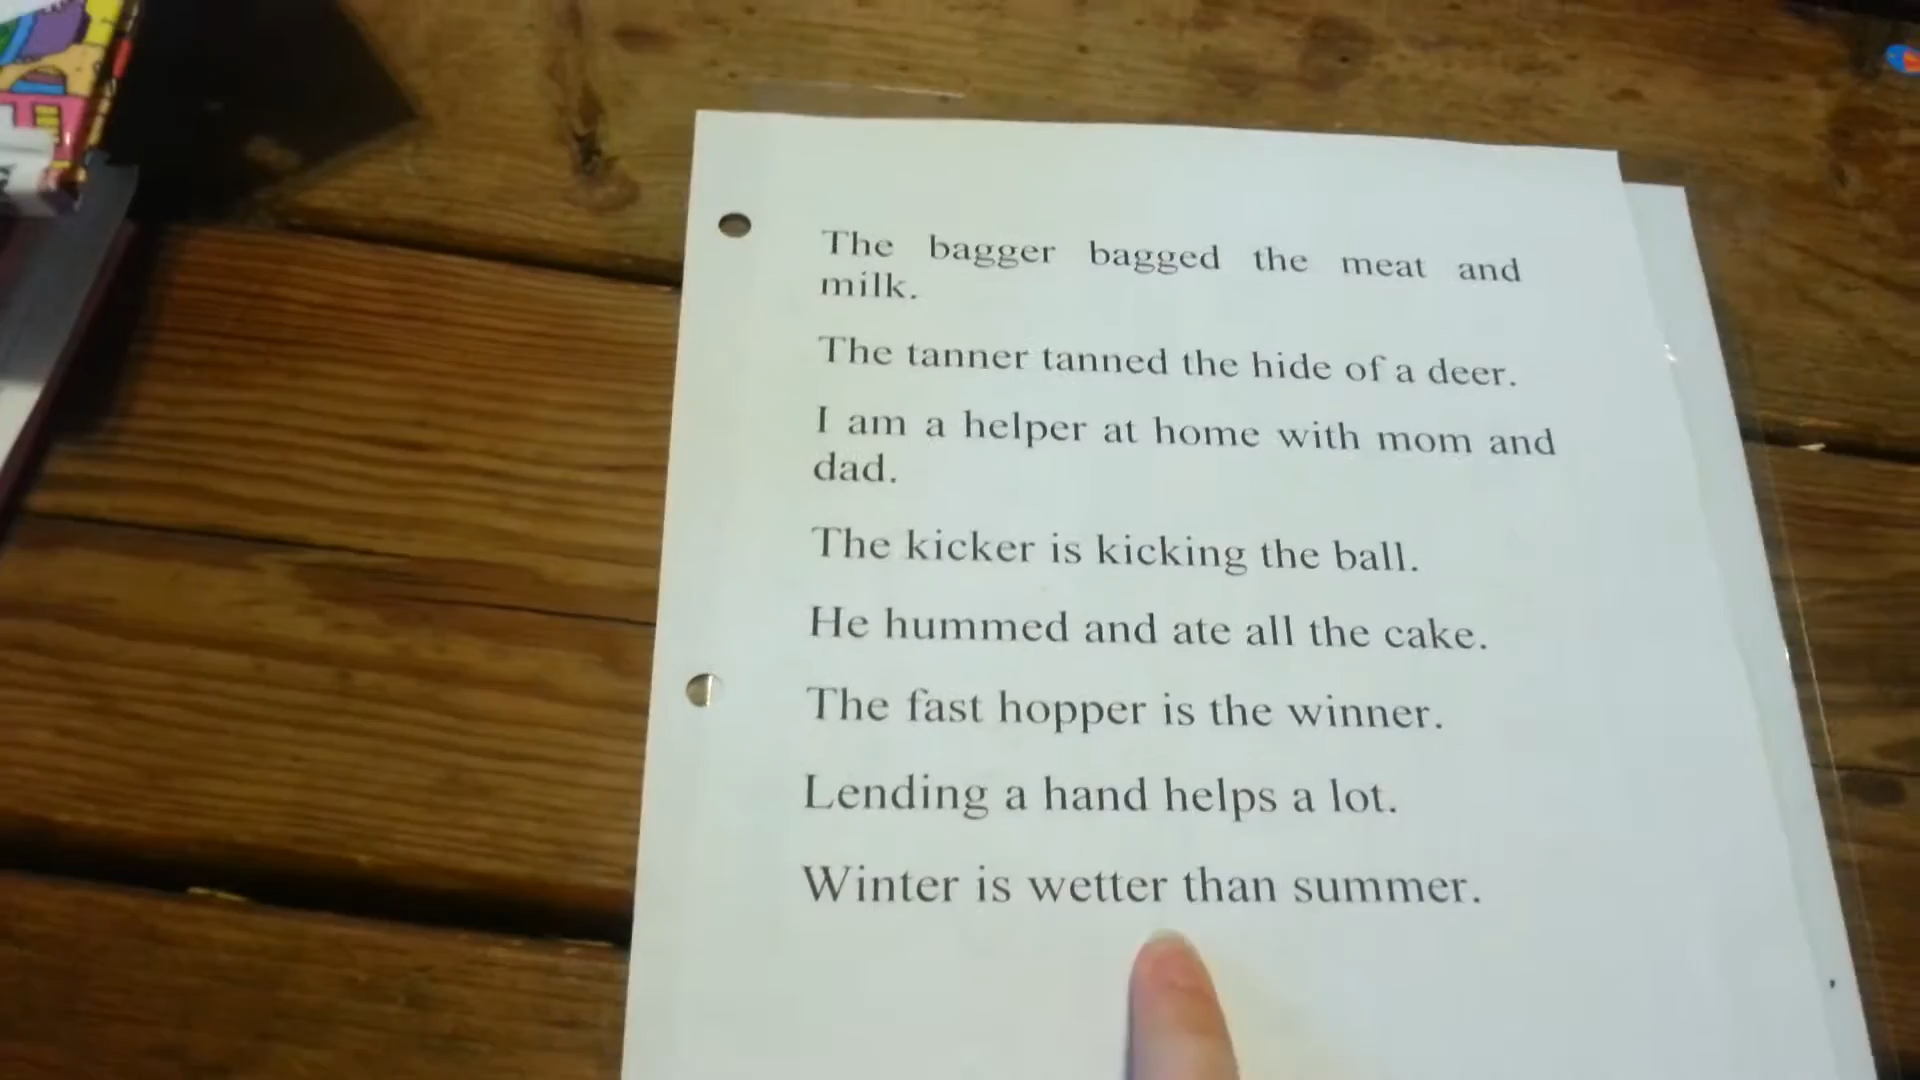 The bagger bagged the meat and
milk.
The tanner tanned the hide of a deer.
I am a helper at home with mom and
dad.
The kicker is kicking the ball.
He hummed and ate all the cake.
The fast hopper is the winner.
Lending a hand helps a lot.
Winter is wetter than summer.